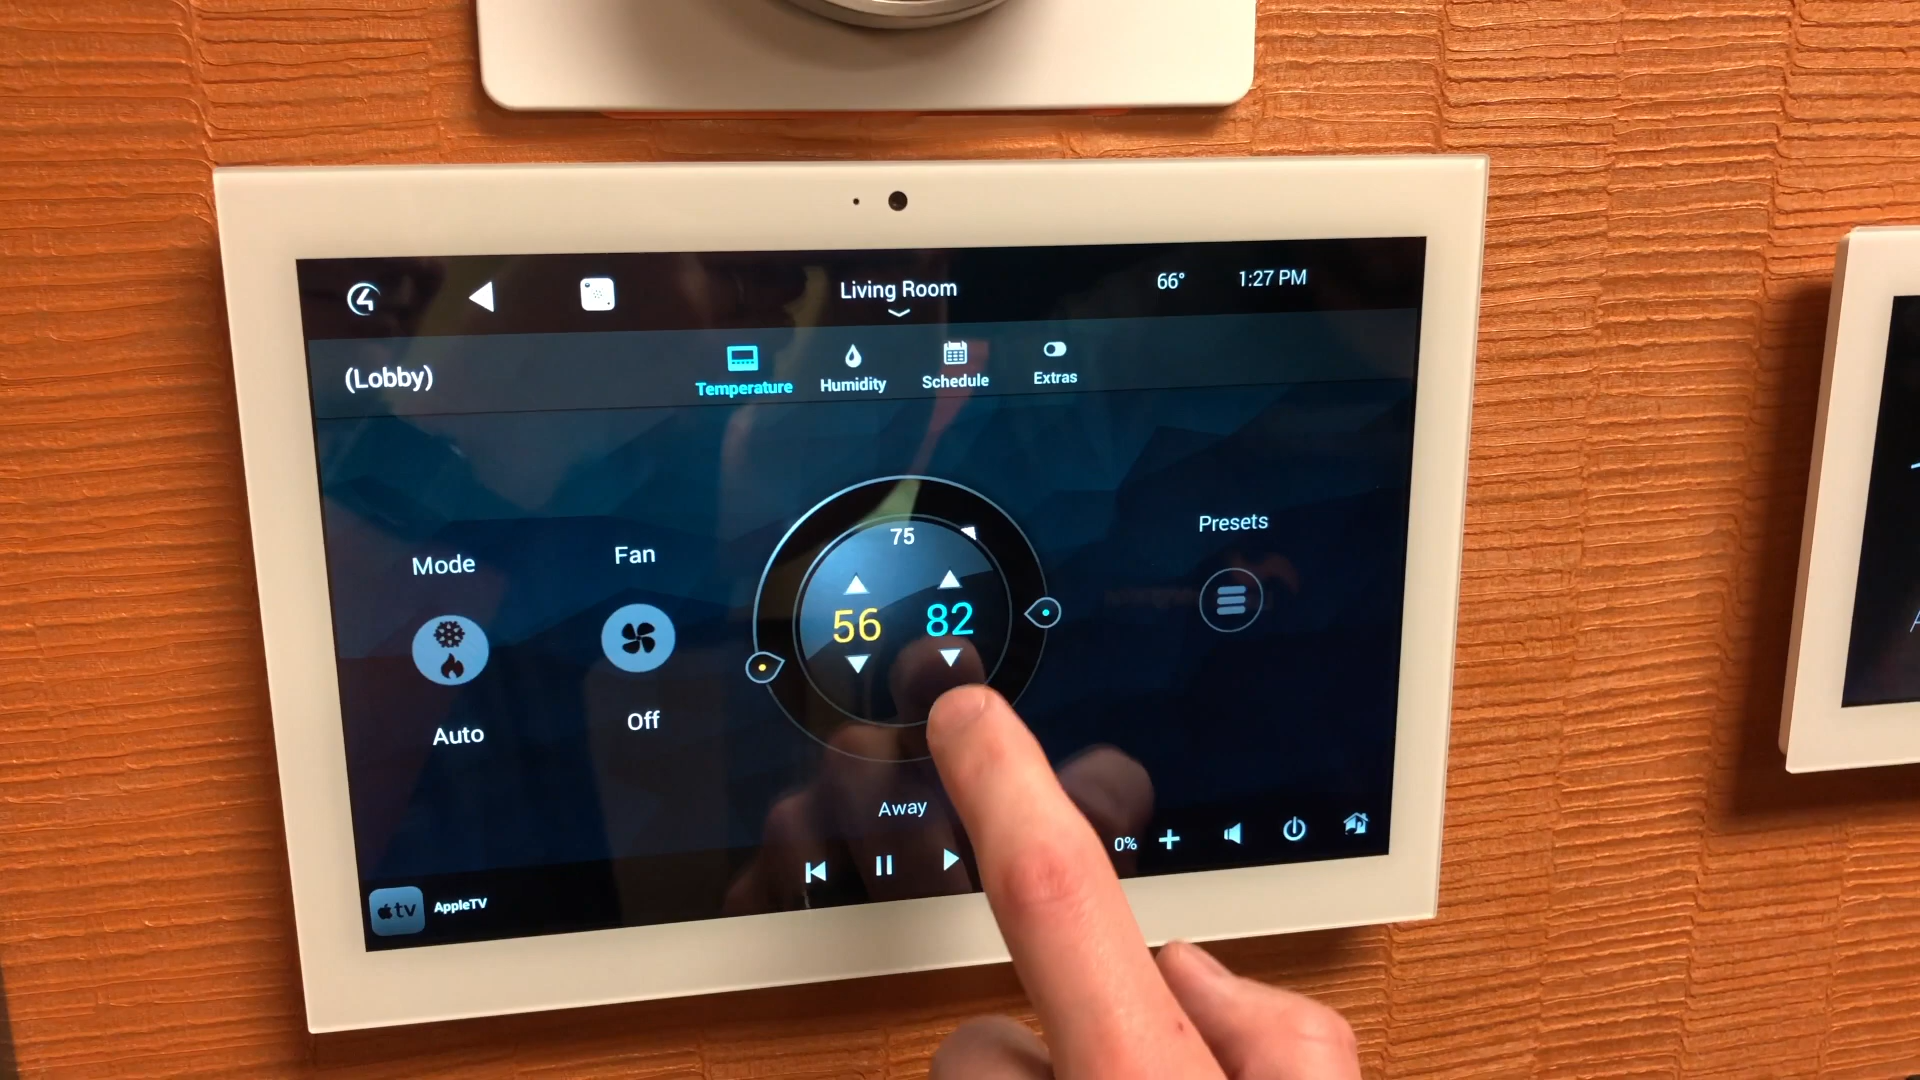 Living Room
66°
1:27 PM
(Lobby)
Temperature
Humidity
Schedule
Extras
Mode
Auto
Fan
Off
75
56
82
Presets
Away
0%
tv
AppleTV